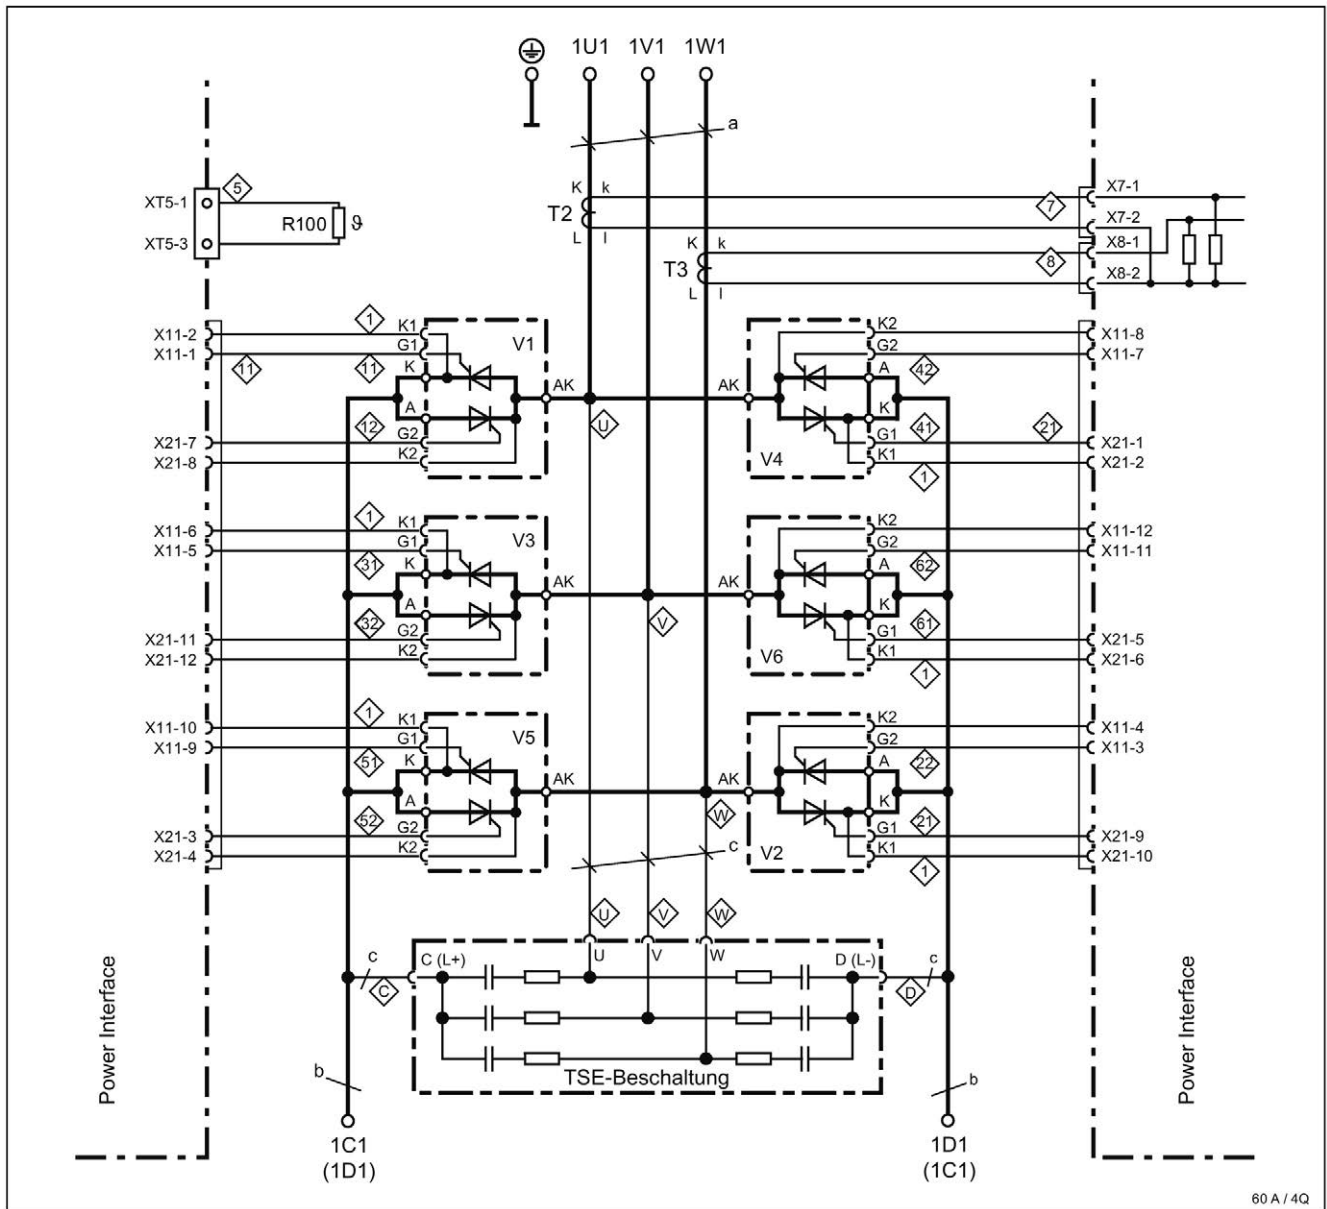 1U1 1V1 1W1
a
5
XT5-1
XT5-3
R100 ϑ
K k
T2
L l
K k
T3
L l
7
8
X7-1
X7-2
X8-1
X8-2
X11-2
X11-1
11
X21-7
X21-8
1
11
12
K1
G1
K
A
G2
K2
V1
AK
U
AK
V4
K2
G2
A
K
G1
K1
42
41
1
21
X11-8
X11-7
X21-1
X21-2
X11-6
X11-5
X21-11
X21-12
1
31
32
K1
G1
K
A
G2
K2
V3
AK
V
AK
V6
K2
G2
A
K
G1
K1
62
61
1
X11-12
X11-11
X21-5
X21-6
X11-10
X11-9
X21-3
X21-4
1
51
52
K1
G1
K
A
G2
K2
V5
AK
W
AK
V2
K2
G2
A
K
G1
K1
22
21
1
X11-4
X11-3
X21-9
X21-10
c
U V W
U V W
c
C
C (L+)
D (L-)
c
D
TSE-Beschaltung
Power Interface
Power Interface
b
b
1C1
(1D1)
1D1
(1C1)
60 A / 4Q